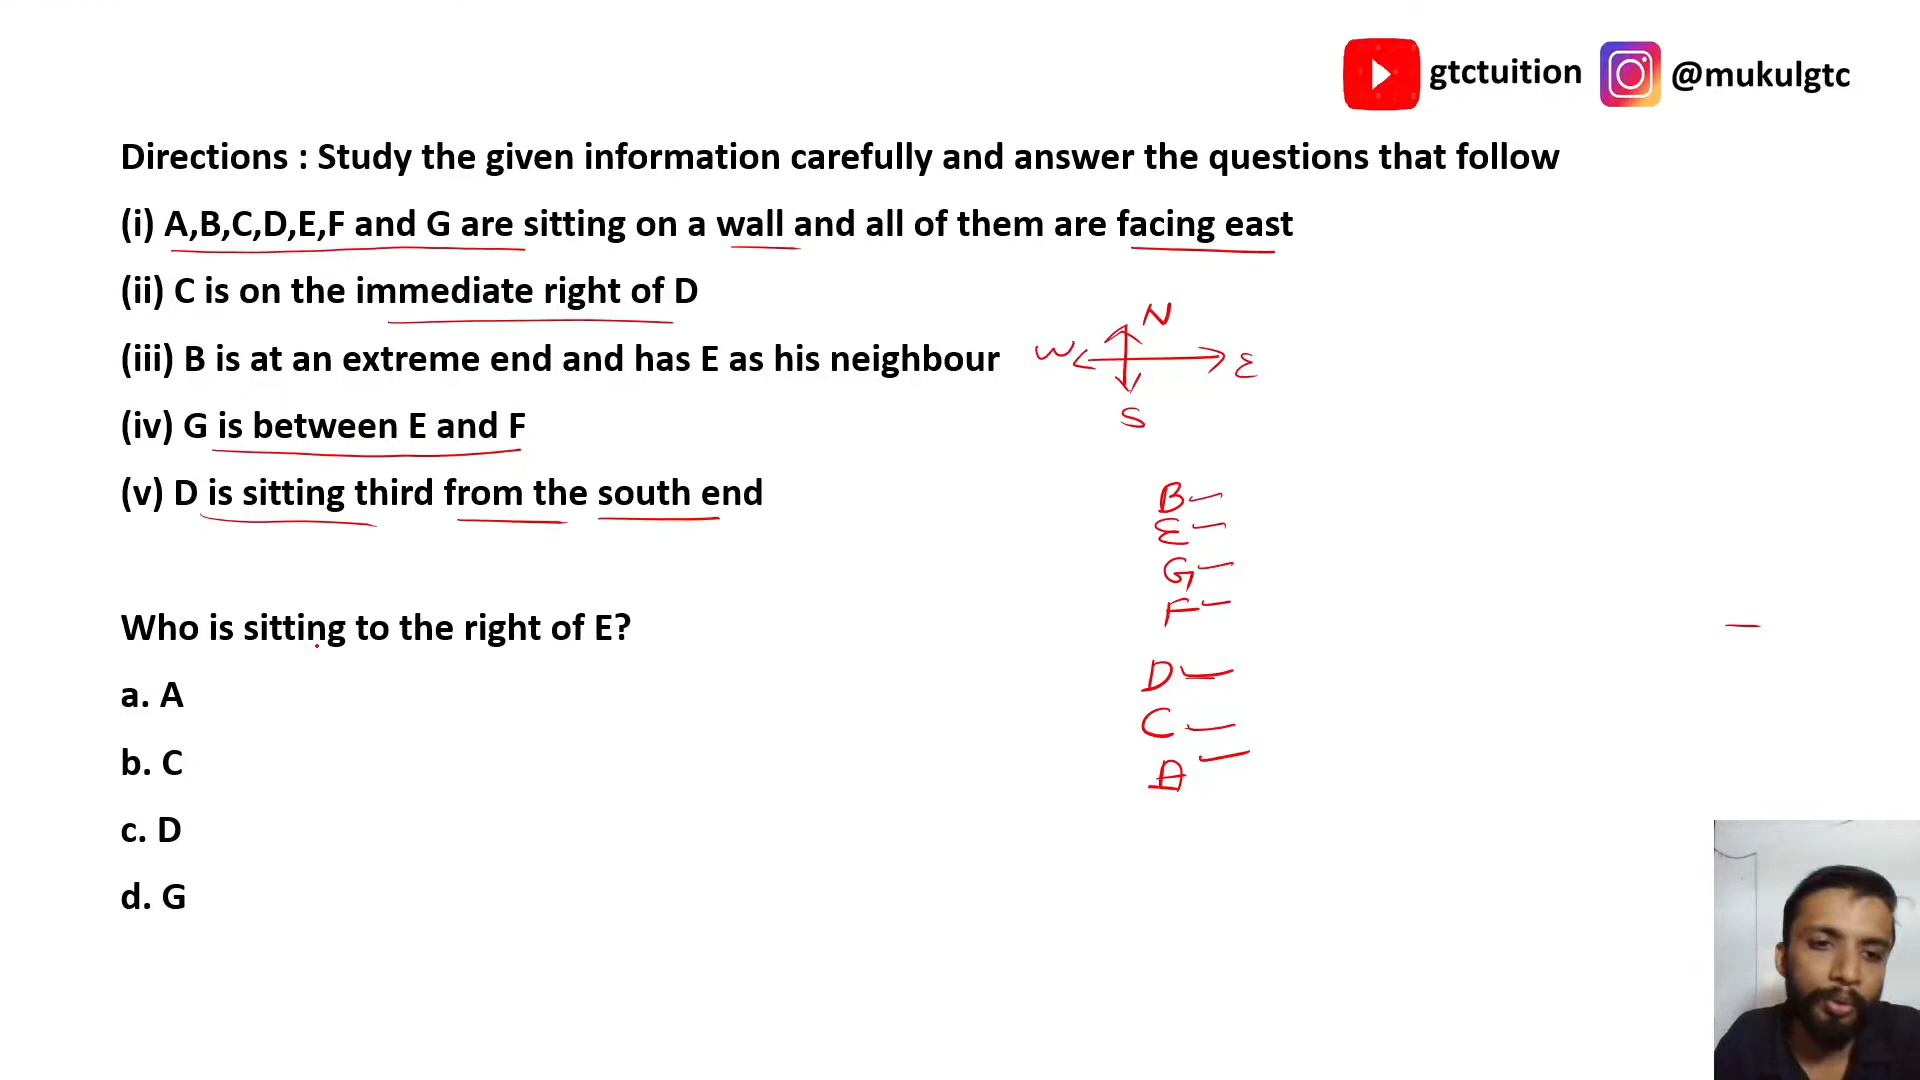 gtctuition @mukulgtc
Directions : Study the given information carefully and answer the questions that follow
(i) A,B,C,D,E,F and G are sitting on a wall and all of them are facing east
(ii) C is on the immediate right of D
(iii) B is at an extreme end and has E as his neighbour
(iv) G is between E and F
(v) D is sitting third from the south end
N
W E
S
B
E
G
F
D
C
A
Who is sitting to the right of E?
a. A
b. C
c. D
d. G